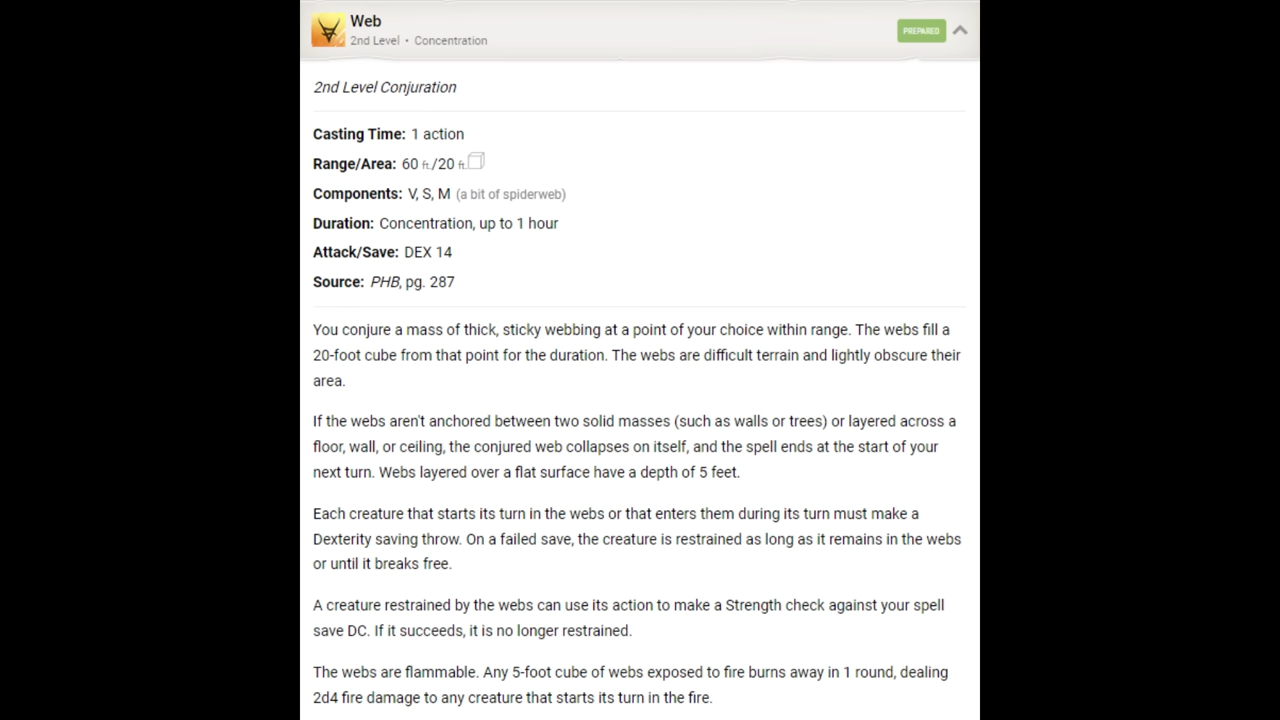 Web
2nd Level • Concentration
PREPARED
2nd Level Conjuration
Casting Time: 1 action
Range/Area: 60 ft./20 ft.
Components: V, S, M (a bit of spiderweb)
Duration: Concentration, up to 1 hour
Attack/Save: DEX 14
Source: PHB, pg. 287
You conjure a mass of thick, sticky webbing at a point of your choice within range. The webs fill a
20-foot cube from that point for the duration. The webs are difficult terrain and lightly obscure their
area.
If the webs aren't anchored between two solid masses (such as walls or trees) or layered across a
floor, wall, or ceiling, the conjured web collapses on itself, and the spell ends at the start of your
next turn. Webs layered over a flat surface have a depth of 5 feet.
Each creature that starts its turn in the webs or that enters them during its turn must make a
Dexterity saving throw. On a failed save, the creature is restrained as long as it remains in the webs
or until it breaks free.
A creature restrained by the webs can use its action to make a Strength check against your spell
save DC. If it succeeds, it is no longer restrained.
The webs are flammable. Any 5-foot cube of webs exposed to fire burns away in 1 round, dealing
2d4 fire damage to any creature that starts its turn in the fire.